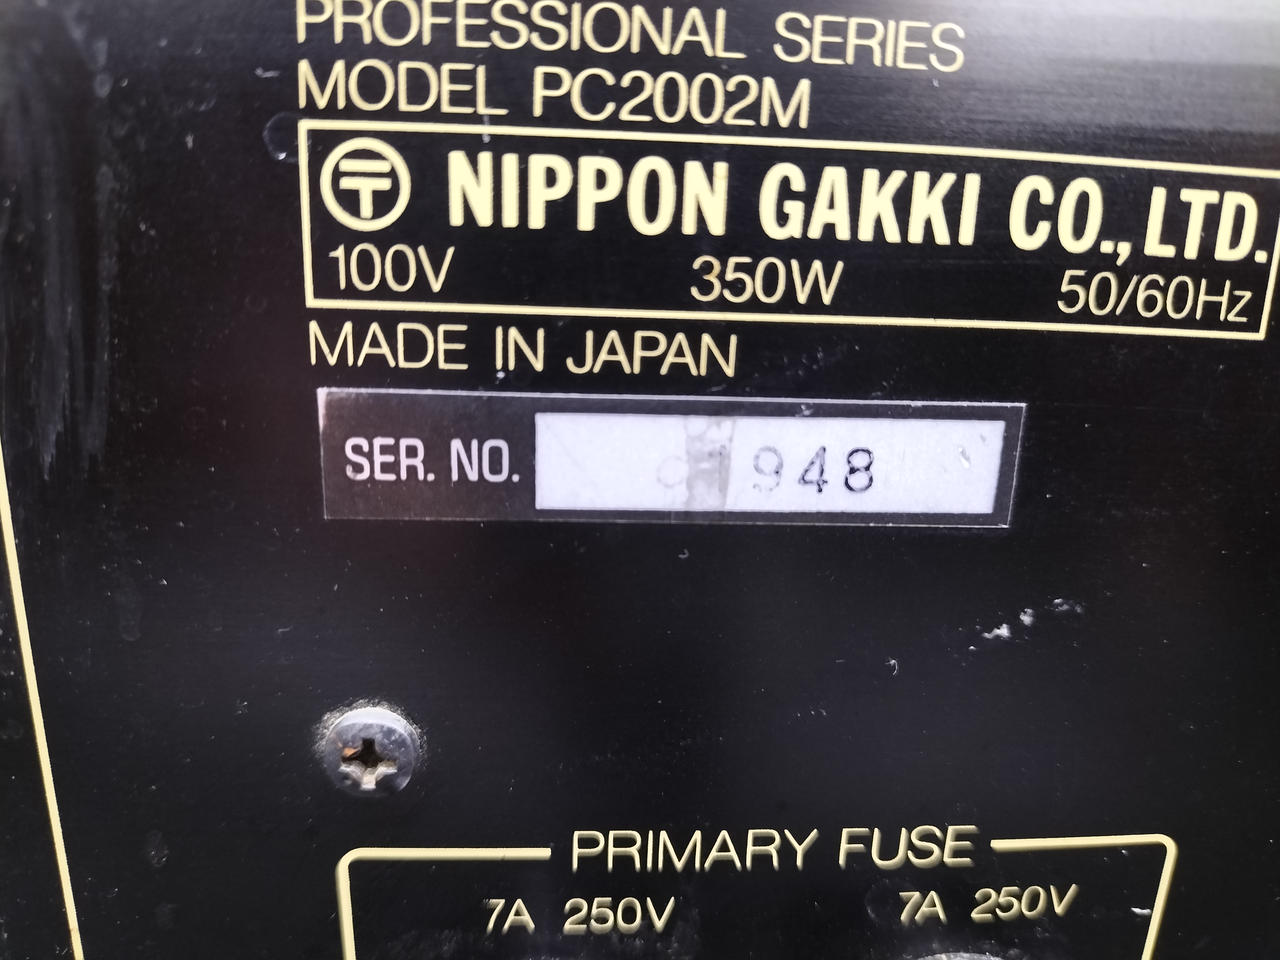 PROFESSIONAL SERIES
MODEL PC2002M
NIPPON GAKKI CO., LTD.
100V 350W 50/60Hz
MADE IN JAPAN
SER. NO. 948
PRIMARY FUSE
7A 250V 7A 250V